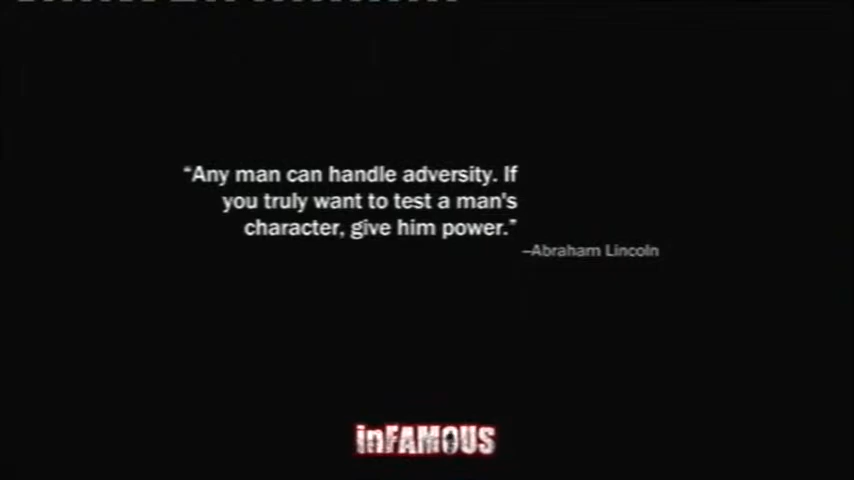 “Any man can handle adversity. If
you truly want to test a man's
character, give him power.”
–Abraham Lincoln
inFAMOUS